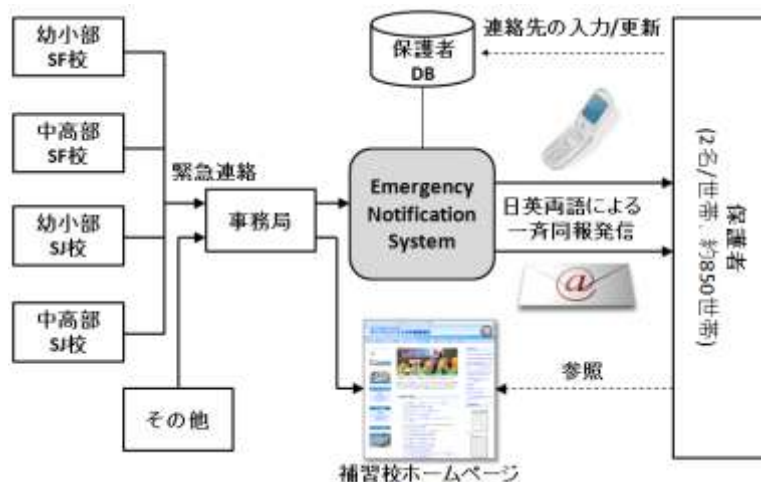 幼小部
SF校
中高部
SF校
幼小部
SJ校
中高部
SJ校
その他
緊急連絡
事務局
保護者
DB
Emergency
Notification
System
連絡先の入力/更新
日英両語による
一斉同報発信
@
参照
補習校ホームページ
保護者
(2名/世帯、約850世帯)